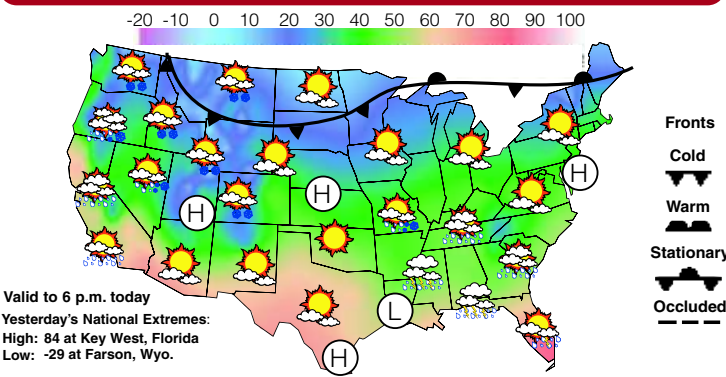 -20 -10 0 10 20 30 40 50 60 70 80 90 100
Fronts
Cold
Warm
Stationary
Occluded
H
H
H
L
H
Valid to 6 p.m. today
Yesterday's National Extremes:
High: 84 at Key West, Florida
Low: -29 at Farson, Wyo.